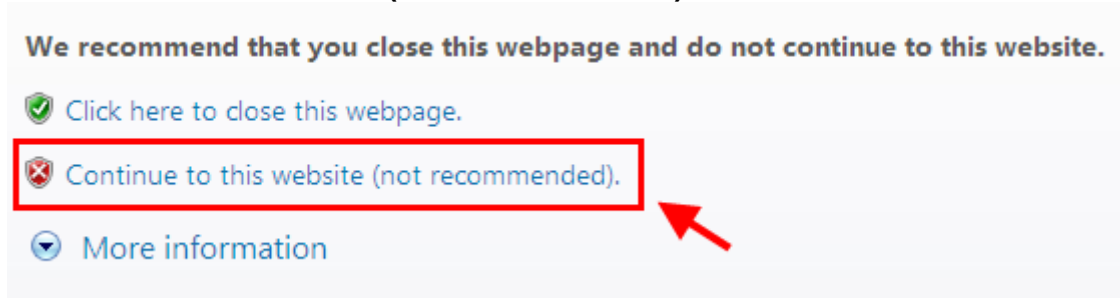 We recommend that you close this webpage and do not continue to this website.
Click here to close this webpage.
Continue to this website (not recommended).
More information